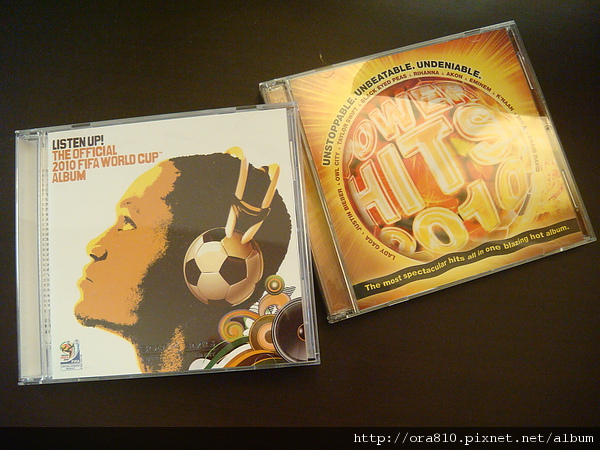 LISTEN UP!
THE OFFICIAL
2010 FIFA WORLD CUP™
ALBUM
UNSTOPPABLE. UNBEATABLE. UNDENIABLE.
LADY GAGA • JUSTIN BIEBER • OWL CITY • TAYLOR SWIFT • BLACK EYED PEAS • RIHANNA • AKON • EMINEM • K'NAAN
POWER
HITS
2010
The most spectacular hits all in one, blazing hot album.
http://ora810.pixnet.net/album